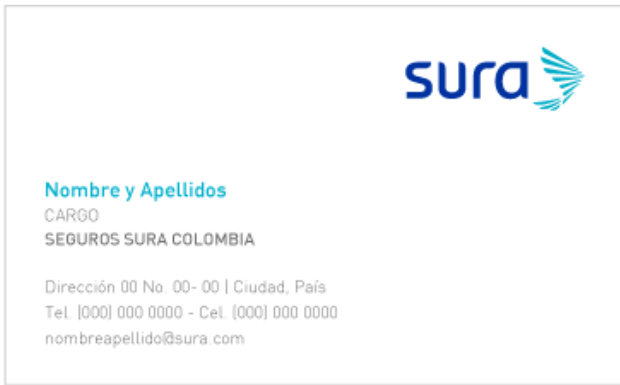 sura
Nombre y Apellidos
CARGO
SEGUROS SURA COLOMBIA
Dirección 00 No. 00- 00 | Ciudad, País
Tel. (000) 000 0000 - Cel. (000) 000 0000
nombreapellido@sura.com